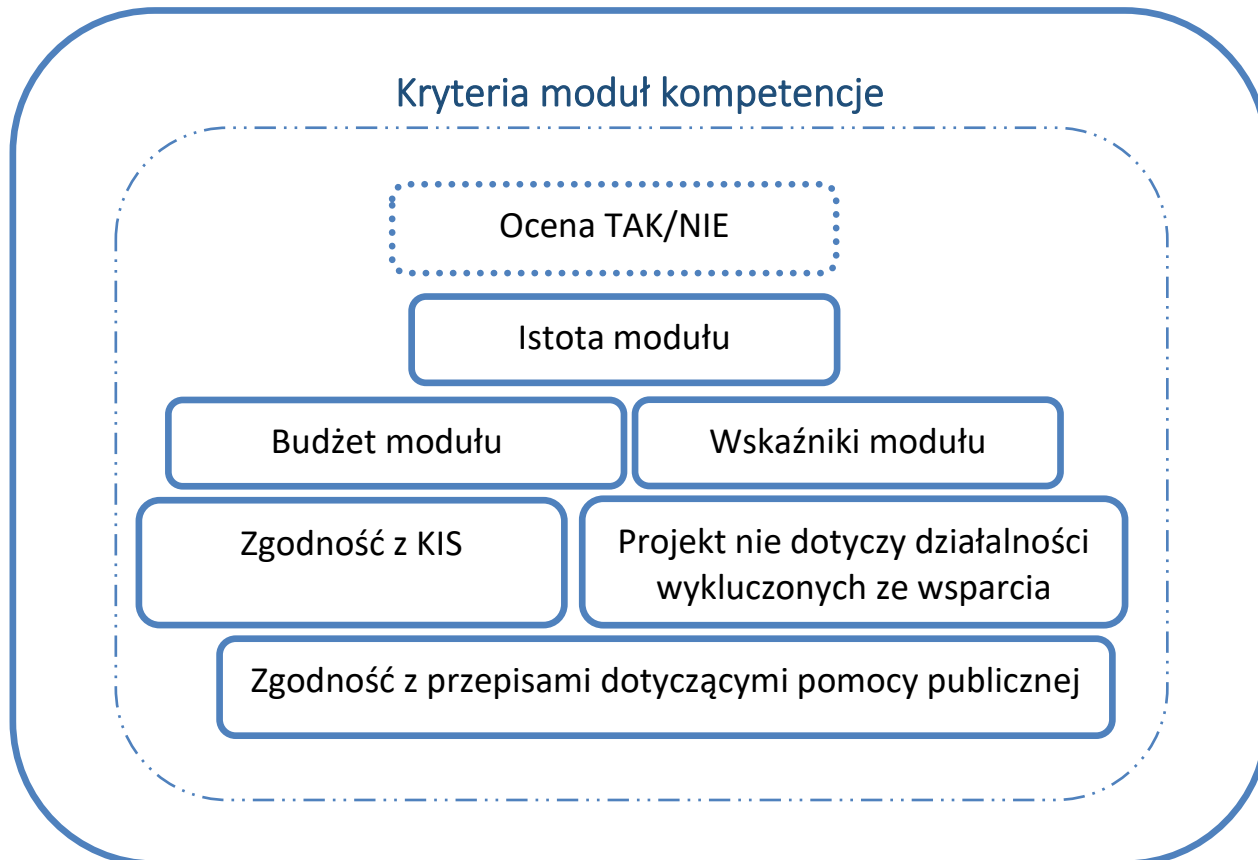 Kryteria moduł kompetencje
Ocena TAK/NIE
Istota modułu
Budżet modułu
Wskaźniki modułu
Zgodność z KIS
Projekt nie dotyczy działalności
wykluczonych ze wsparcia
Zgodność z przepisami dotyczącymi pomocy publicznej